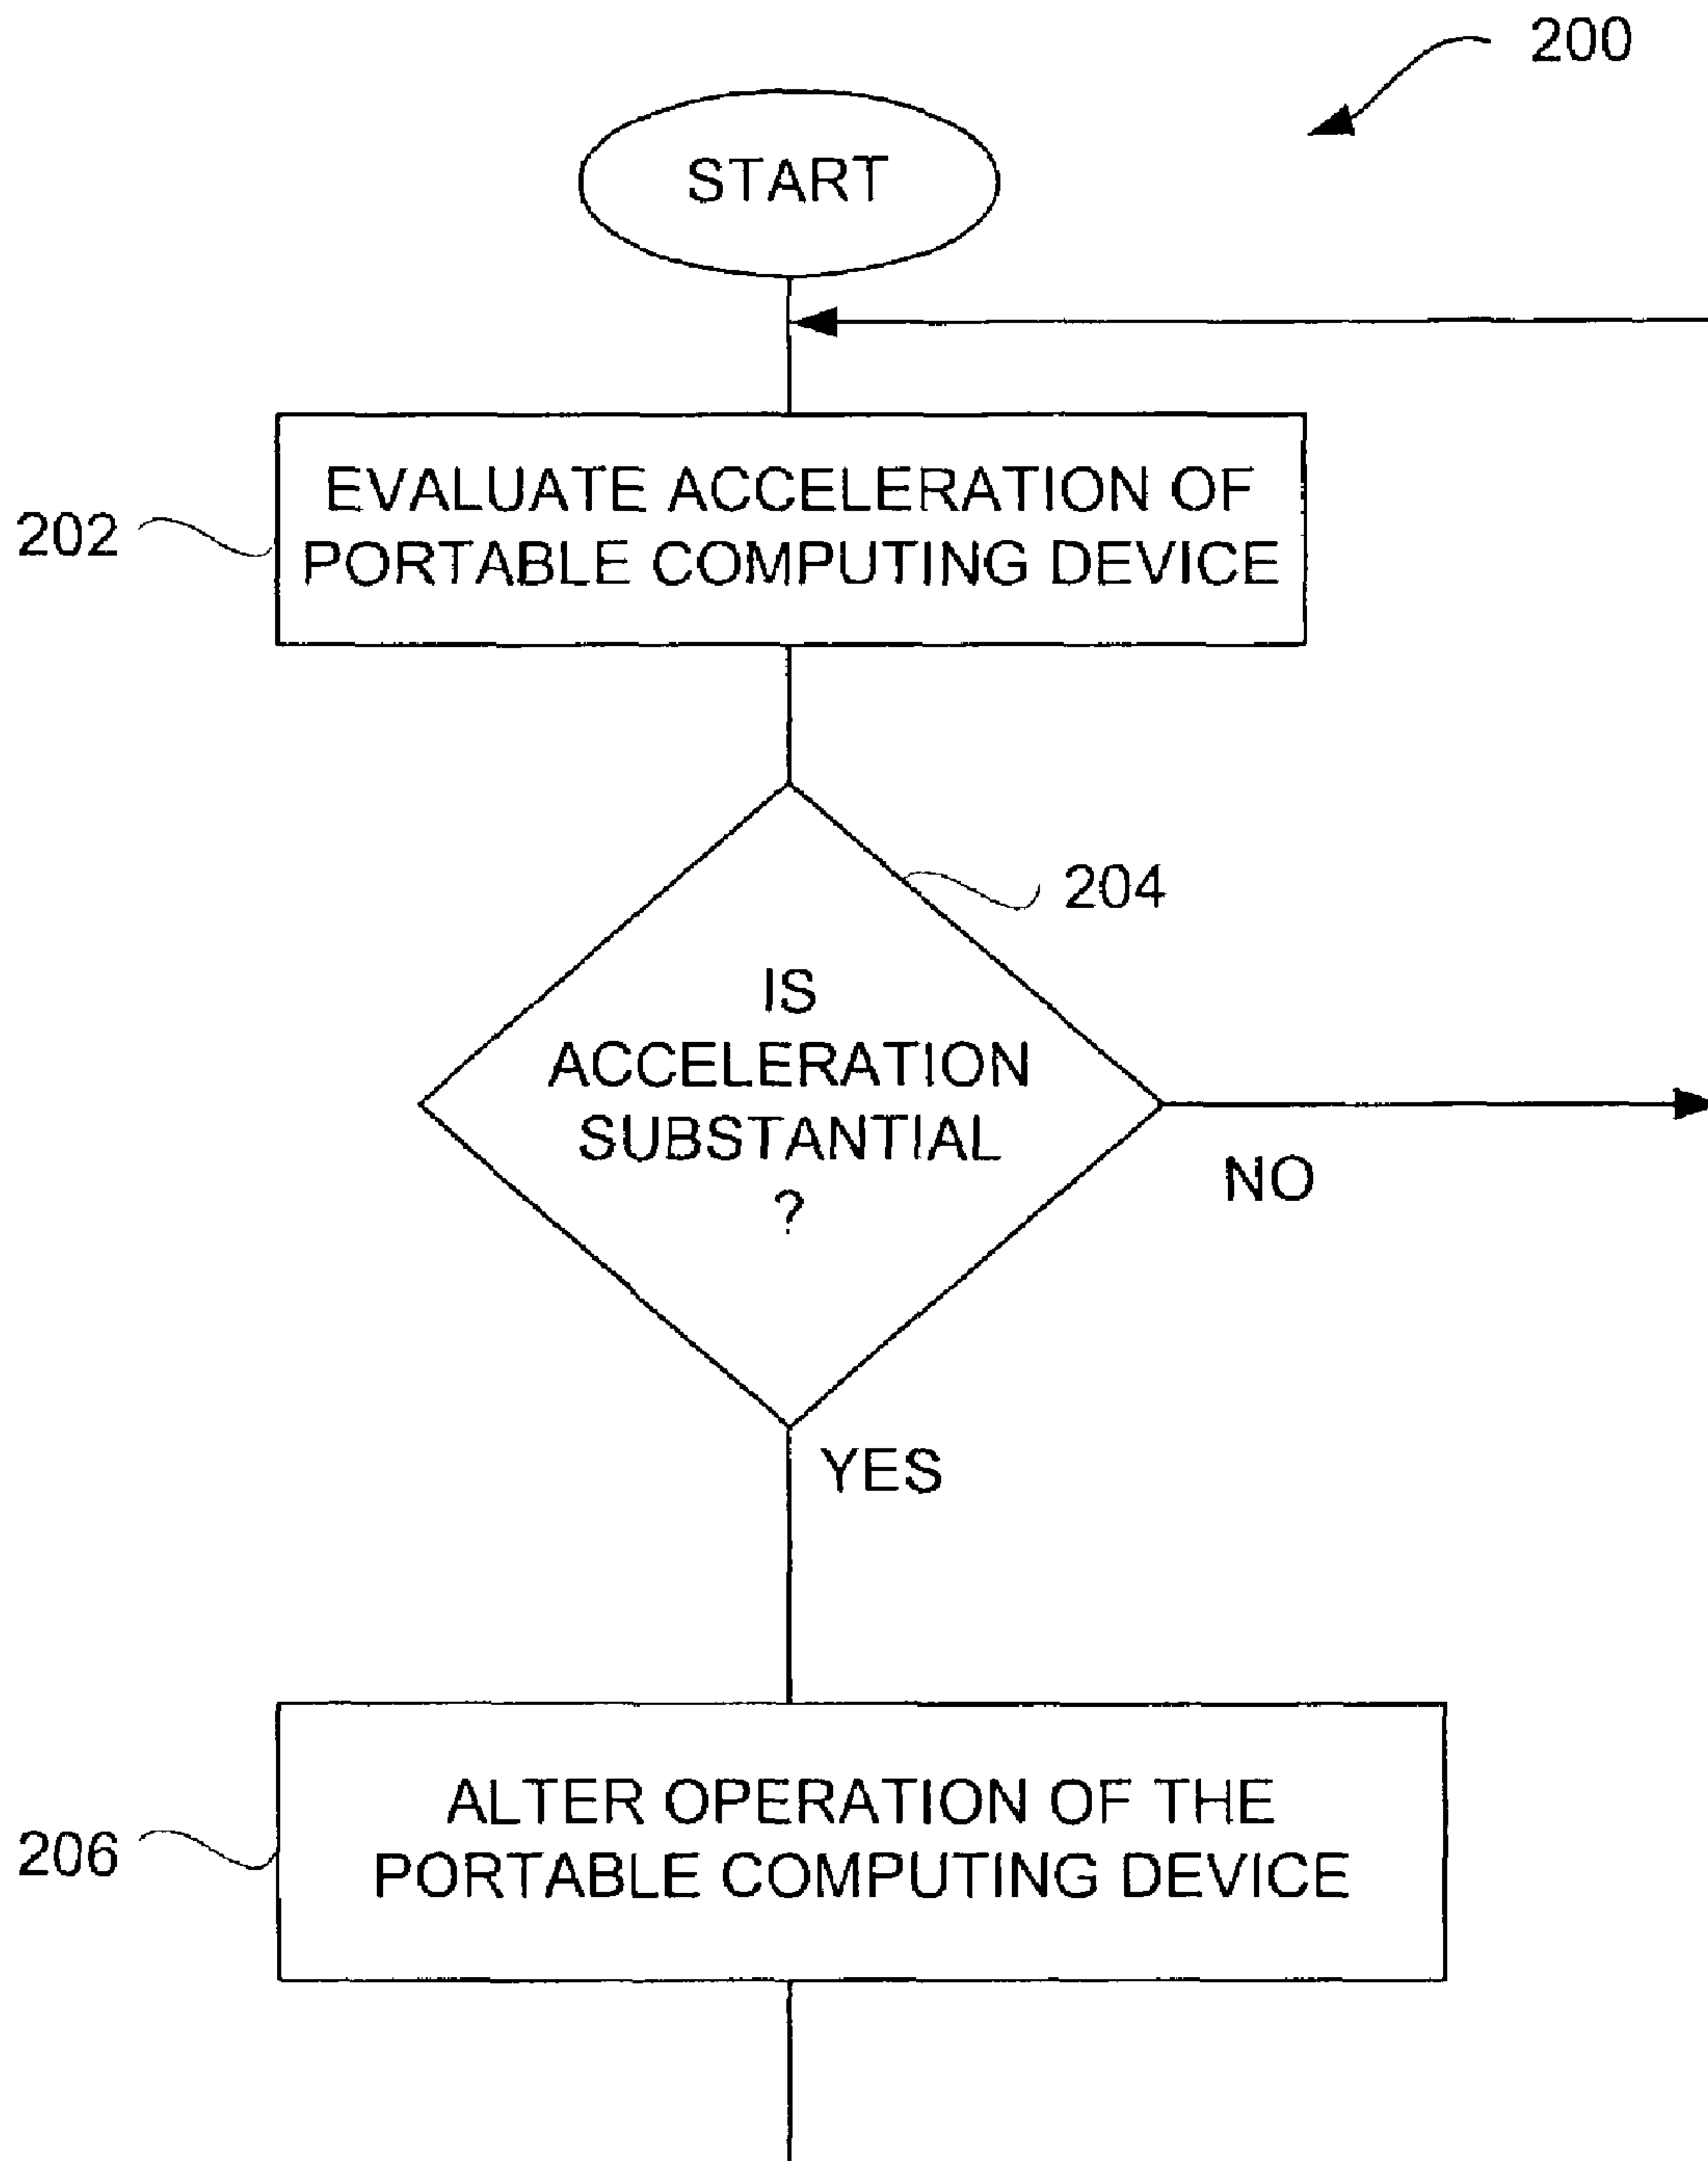 200
START
202
EVALUATE ACCELERATION OF
PORTABLE COMPUTING DEVICE
204
IS
ACCELERATION
SUBSTANTIAL
?
NO
YES
206
ALTER OPERATION OF THE
PORTABLE COMPUTING DEVICE